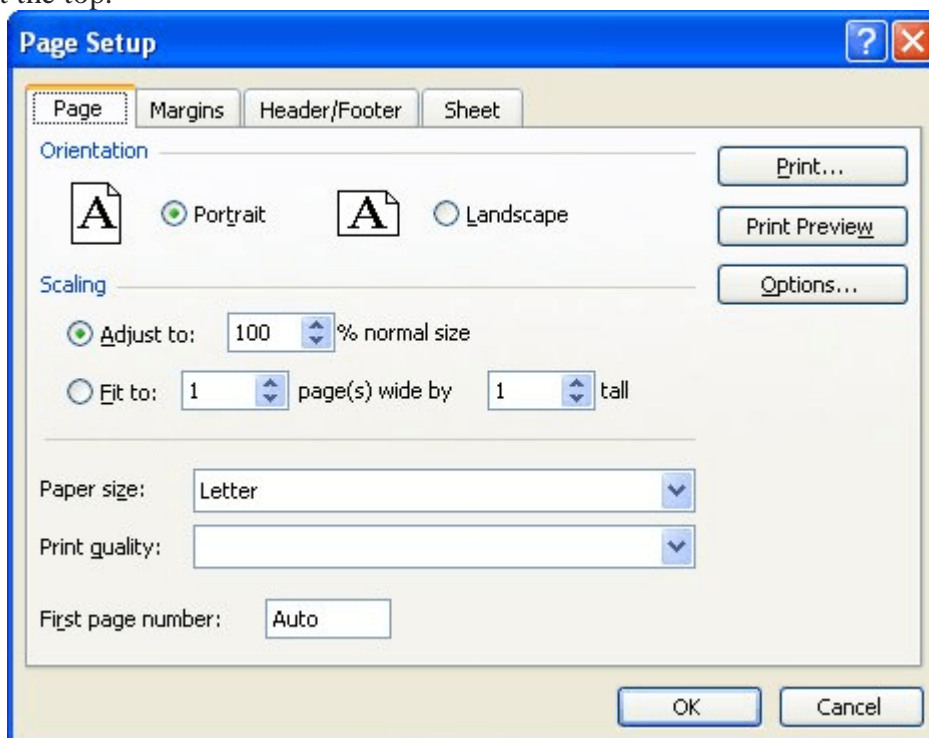 t the top.
Page Setup
Page Margins Header/Footer Sheet
Orientation
Print...
A Portrait A Landscape
Print Preview
Scaling
Options...
Adjust to: 100 % normal size
Fit to: 1 page(s) wide by 1 tall
Paper size: Letter
Print quality:
First page number: Auto
OK Cancel